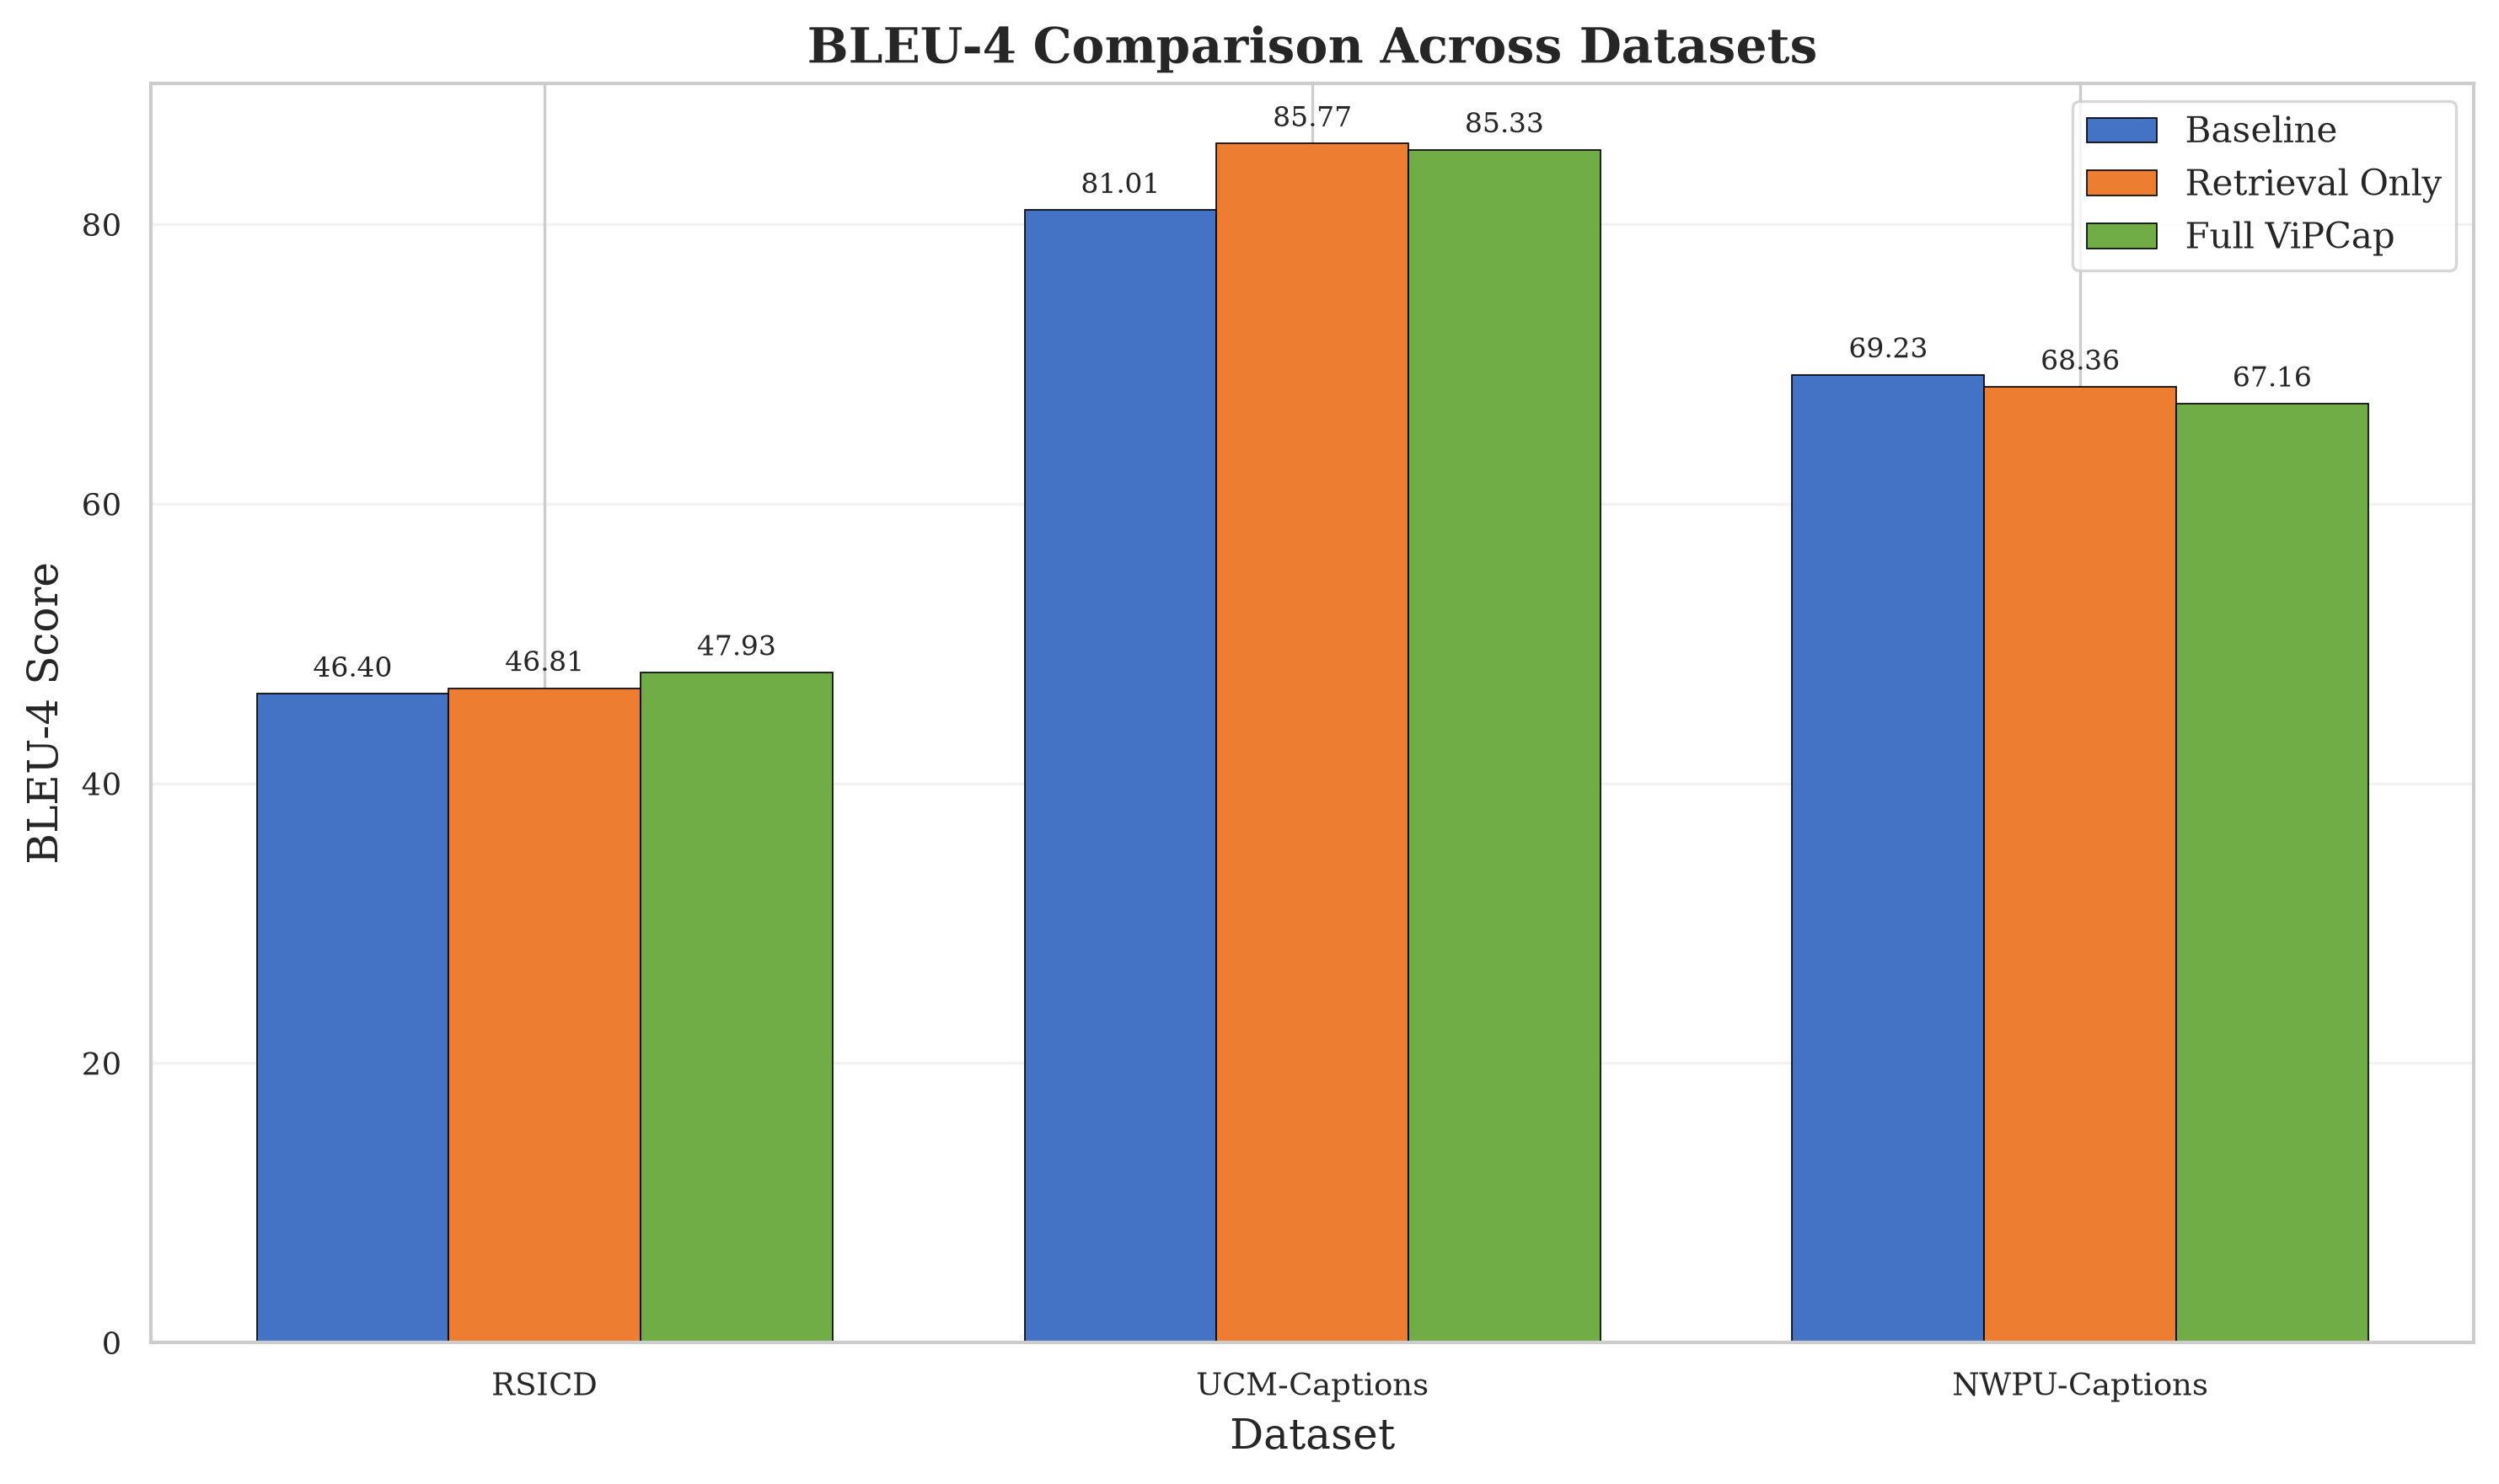 BLEU-4 Comparison Across Datasets
Baseline
Retrieval Only
Full ViPCap
BLEU-4 Score
80
60
40
20
0
46.40
46.81
47.93
81.01
85.77
85.33
69.23
68.36
67.16
RSICD
UCM-Captions
NWPU-Captions
Dataset